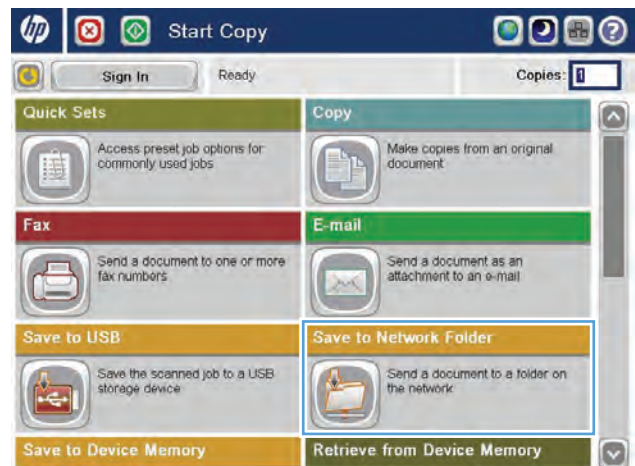 hp
Start Copy
?
Sign In
Ready
Copies: 1
Quick Sets
Access preset job options for
commonly used jobs
Copy
Make copies from an original
document
Fax
Send a document to one or more
fax numbers
E-mail
Send a document as an
attachment to an e-mail
Save to USB
Save the scanned job to a USB
storage device
Save to Network Folder
Send a document to a folder on
the network
Save to Device Memory
Retrieve from Device Memory